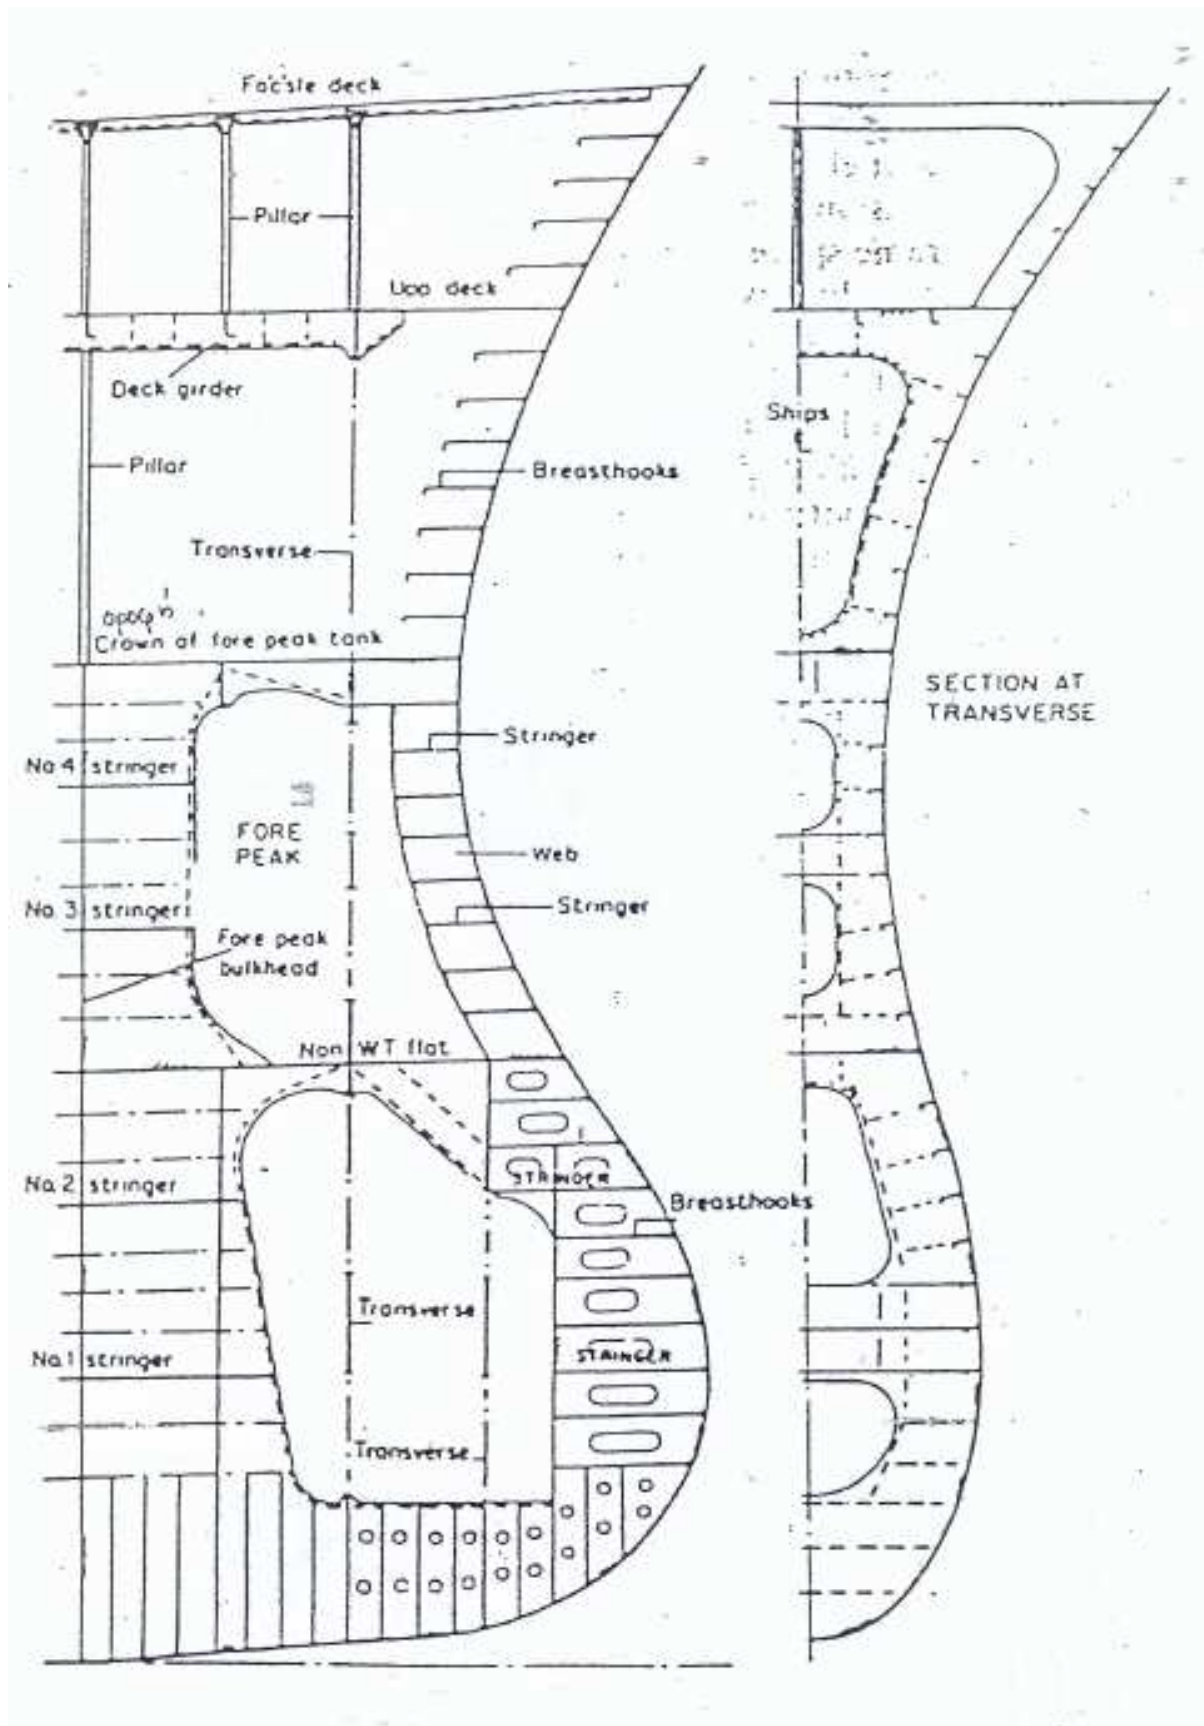 Foc'sle deck
Pillar
Upp deck
Deck girder
Ships
Pillar
Breasthooks
Transverse
Crown of fore peak tank
SECTION AT
TRANSVERSE
Stringer
No 4 stringer
FORE
PEAK
Web
No. 3 stringer
Stringer
Fore peak
bulkhead
Non WT flat
No. 2 stringer
STRINGER
Breasthooks
Transverse
No. 1 stringer
STRINGER
Transverse